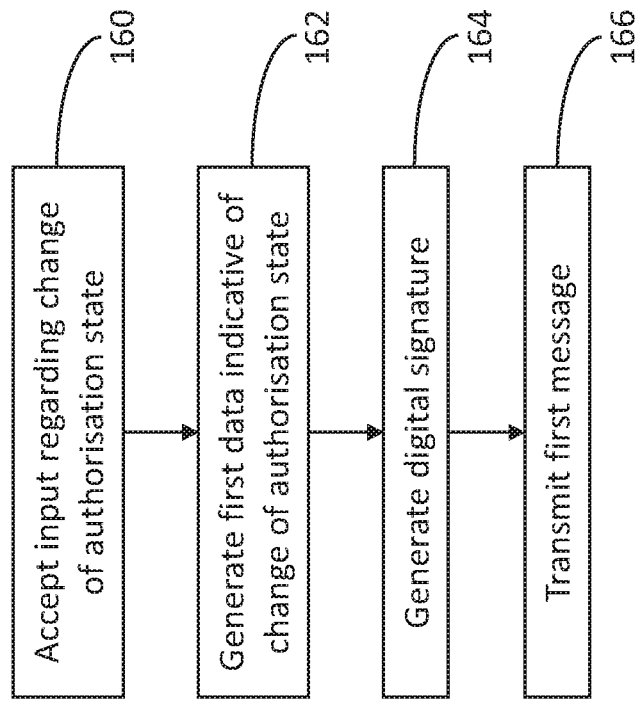 Accept input regarding change
of authorisation state
160
Generate first data indicative of
change of authorisation state
162
Generate digital signature
164
Transmit first message
166